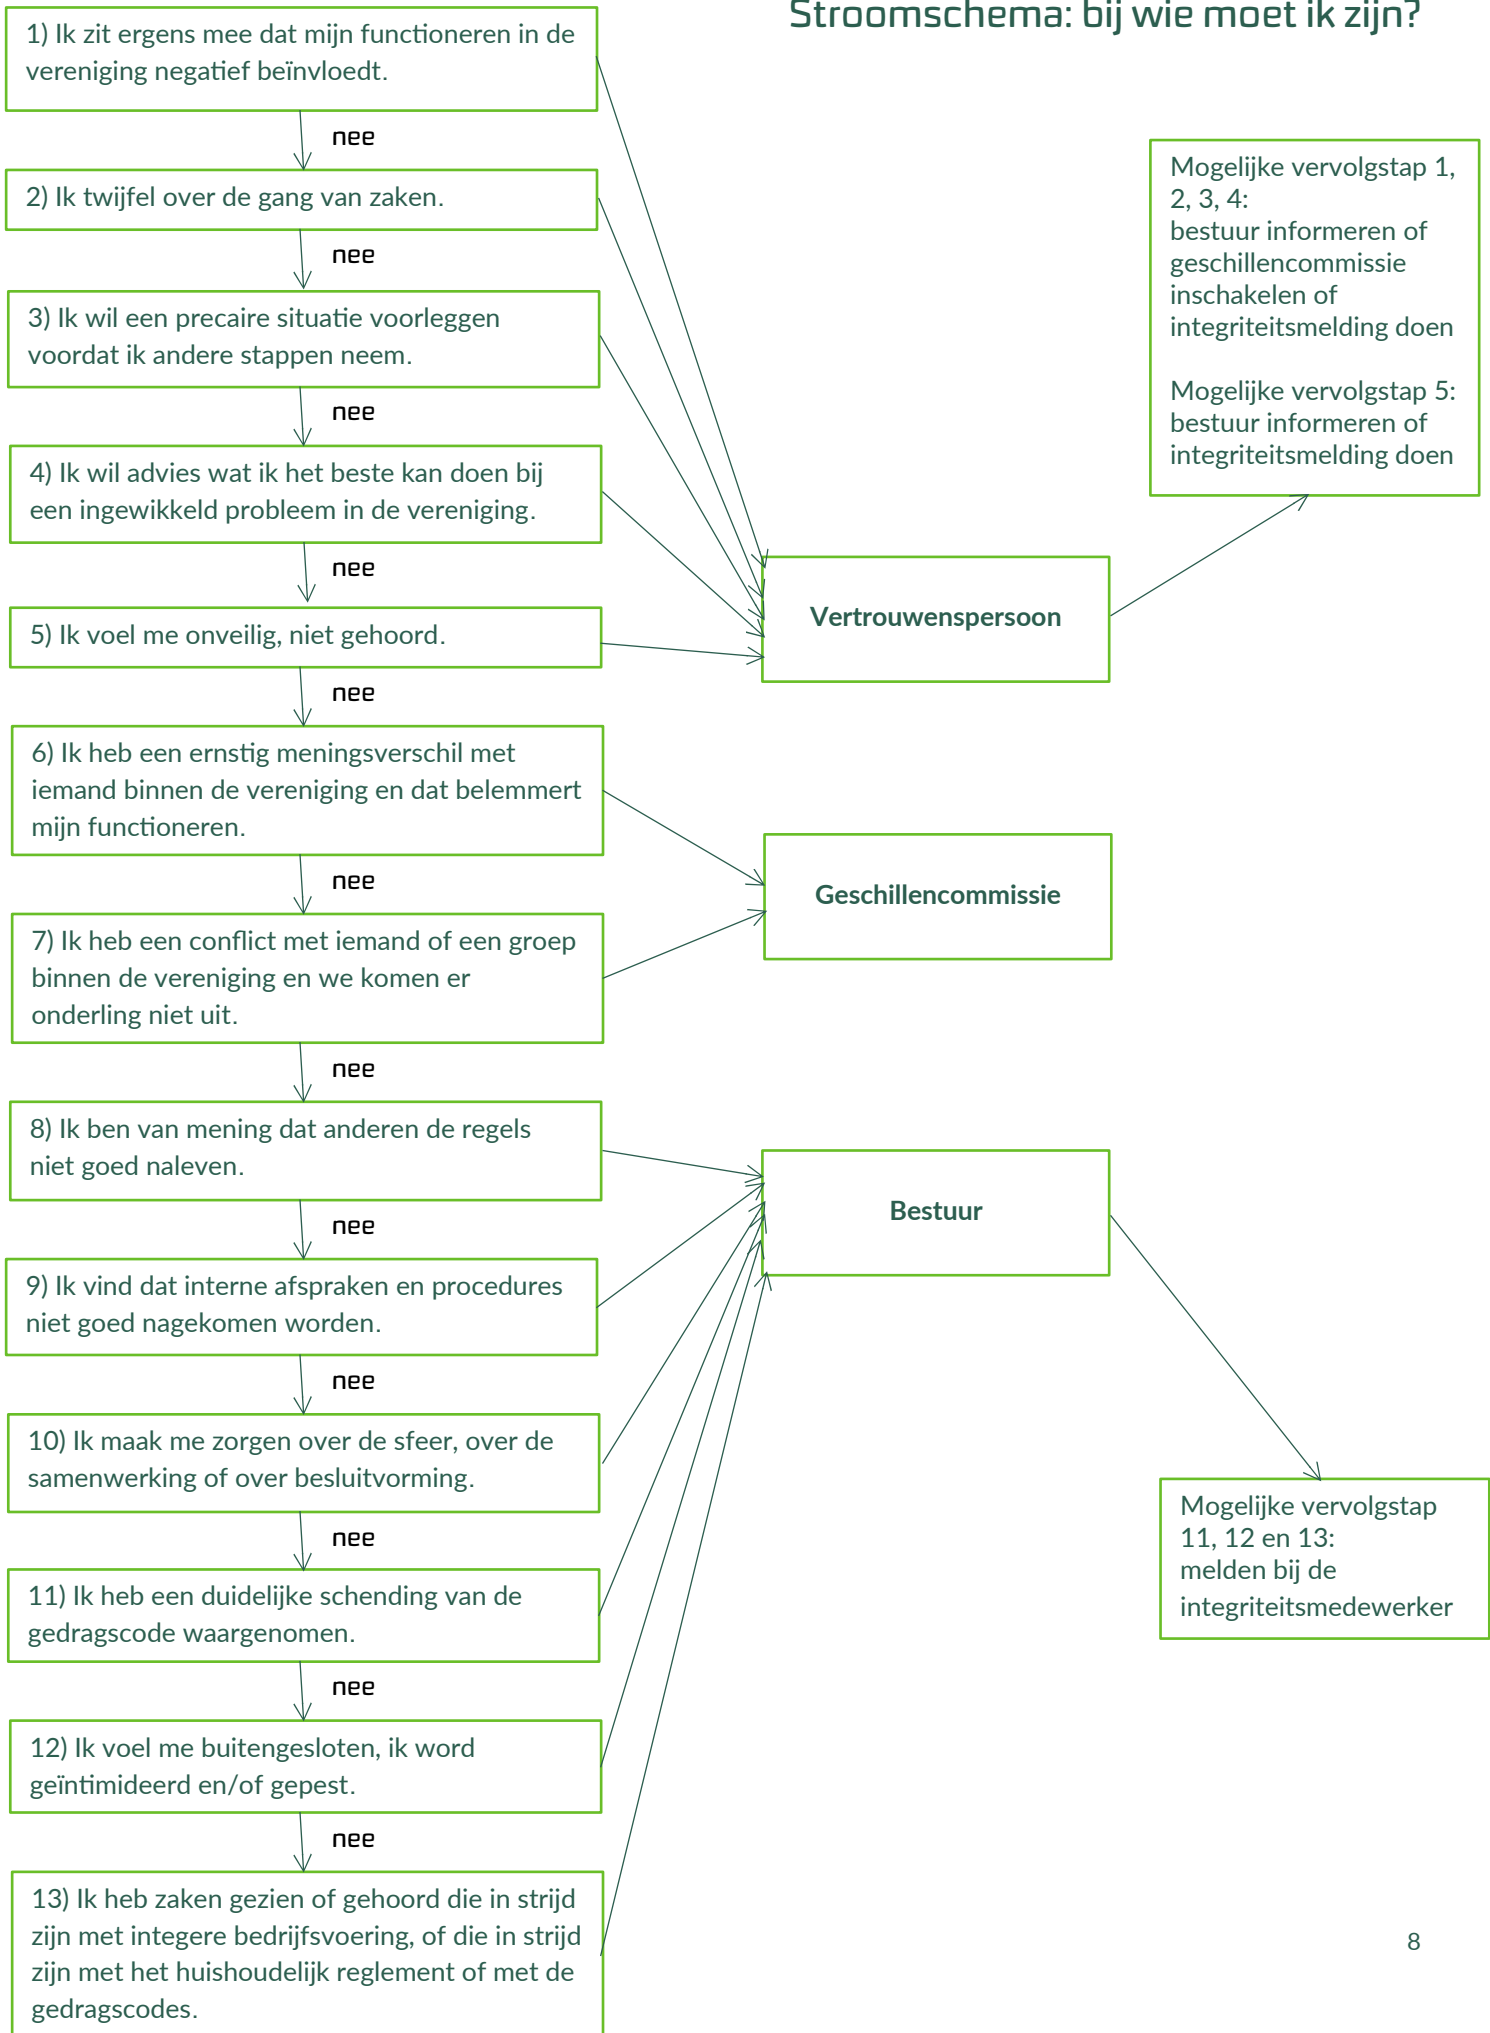 Stroomschema: bij wie moet ik zijn?
1) Ik zit ergens mee dat mijn functioneren in de
vereniging negatief beïnvloedt.
nee
2) Ik twijfel over de gang van zaken.
nee
3) Ik wil een precaire situatie voorleggen
voordat ik andere stappen neem.
nee
4) Ik wil advies wat ik het beste kan doen bij
een ingewikkeld probleem in de vereniging.
nee
5) Ik voel me onveilig, niet gehoord.
nee
6) Ik heb een ernstig meningsverschil met
iemand binnen de vereniging en dat belemmert
mijn functioneren.
nee
7) Ik heb een conflict met iemand of een groep
binnen de vereniging en we komen er
onderling niet uit.
nee
8) Ik ben van mening dat anderen de regels
niet goed naleven.
nee
9) Ik vind dat interne afspraken en procedures
niet goed nagekomen worden.
nee
10) Ik maak me zorgen over de sfeer, over de
samenwerking of over besluitvorming.
nee
11) Ik heb een duidelijke schending van de
gedragscode waargenomen.
nee
12) Ik voel me buitengesloten, ik word
geïntimideerd en/of gepest.
nee
13) Ik heb zaken gezien of gehoord die in strijd
zijn met integere bedrijfsvoering, of die in strijd
zijn met het huishoudelijk reglement of met de
gedragscodes.
Vertrouwenspersoon
Geschillencommissie
Bestuur
Mogelijke vervolgstap 1,
2, 3, 4:
bestuur informeren of
geschillencommissie
inschakelen of
integriteitsmelding doen
Mogelijke vervolgstap 5:
bestuur informeren of
integriteitsmelding doen
Mogelijke vervolgstap
11, 12 en 13:
melden bij de
integriteitsmedewerker
8